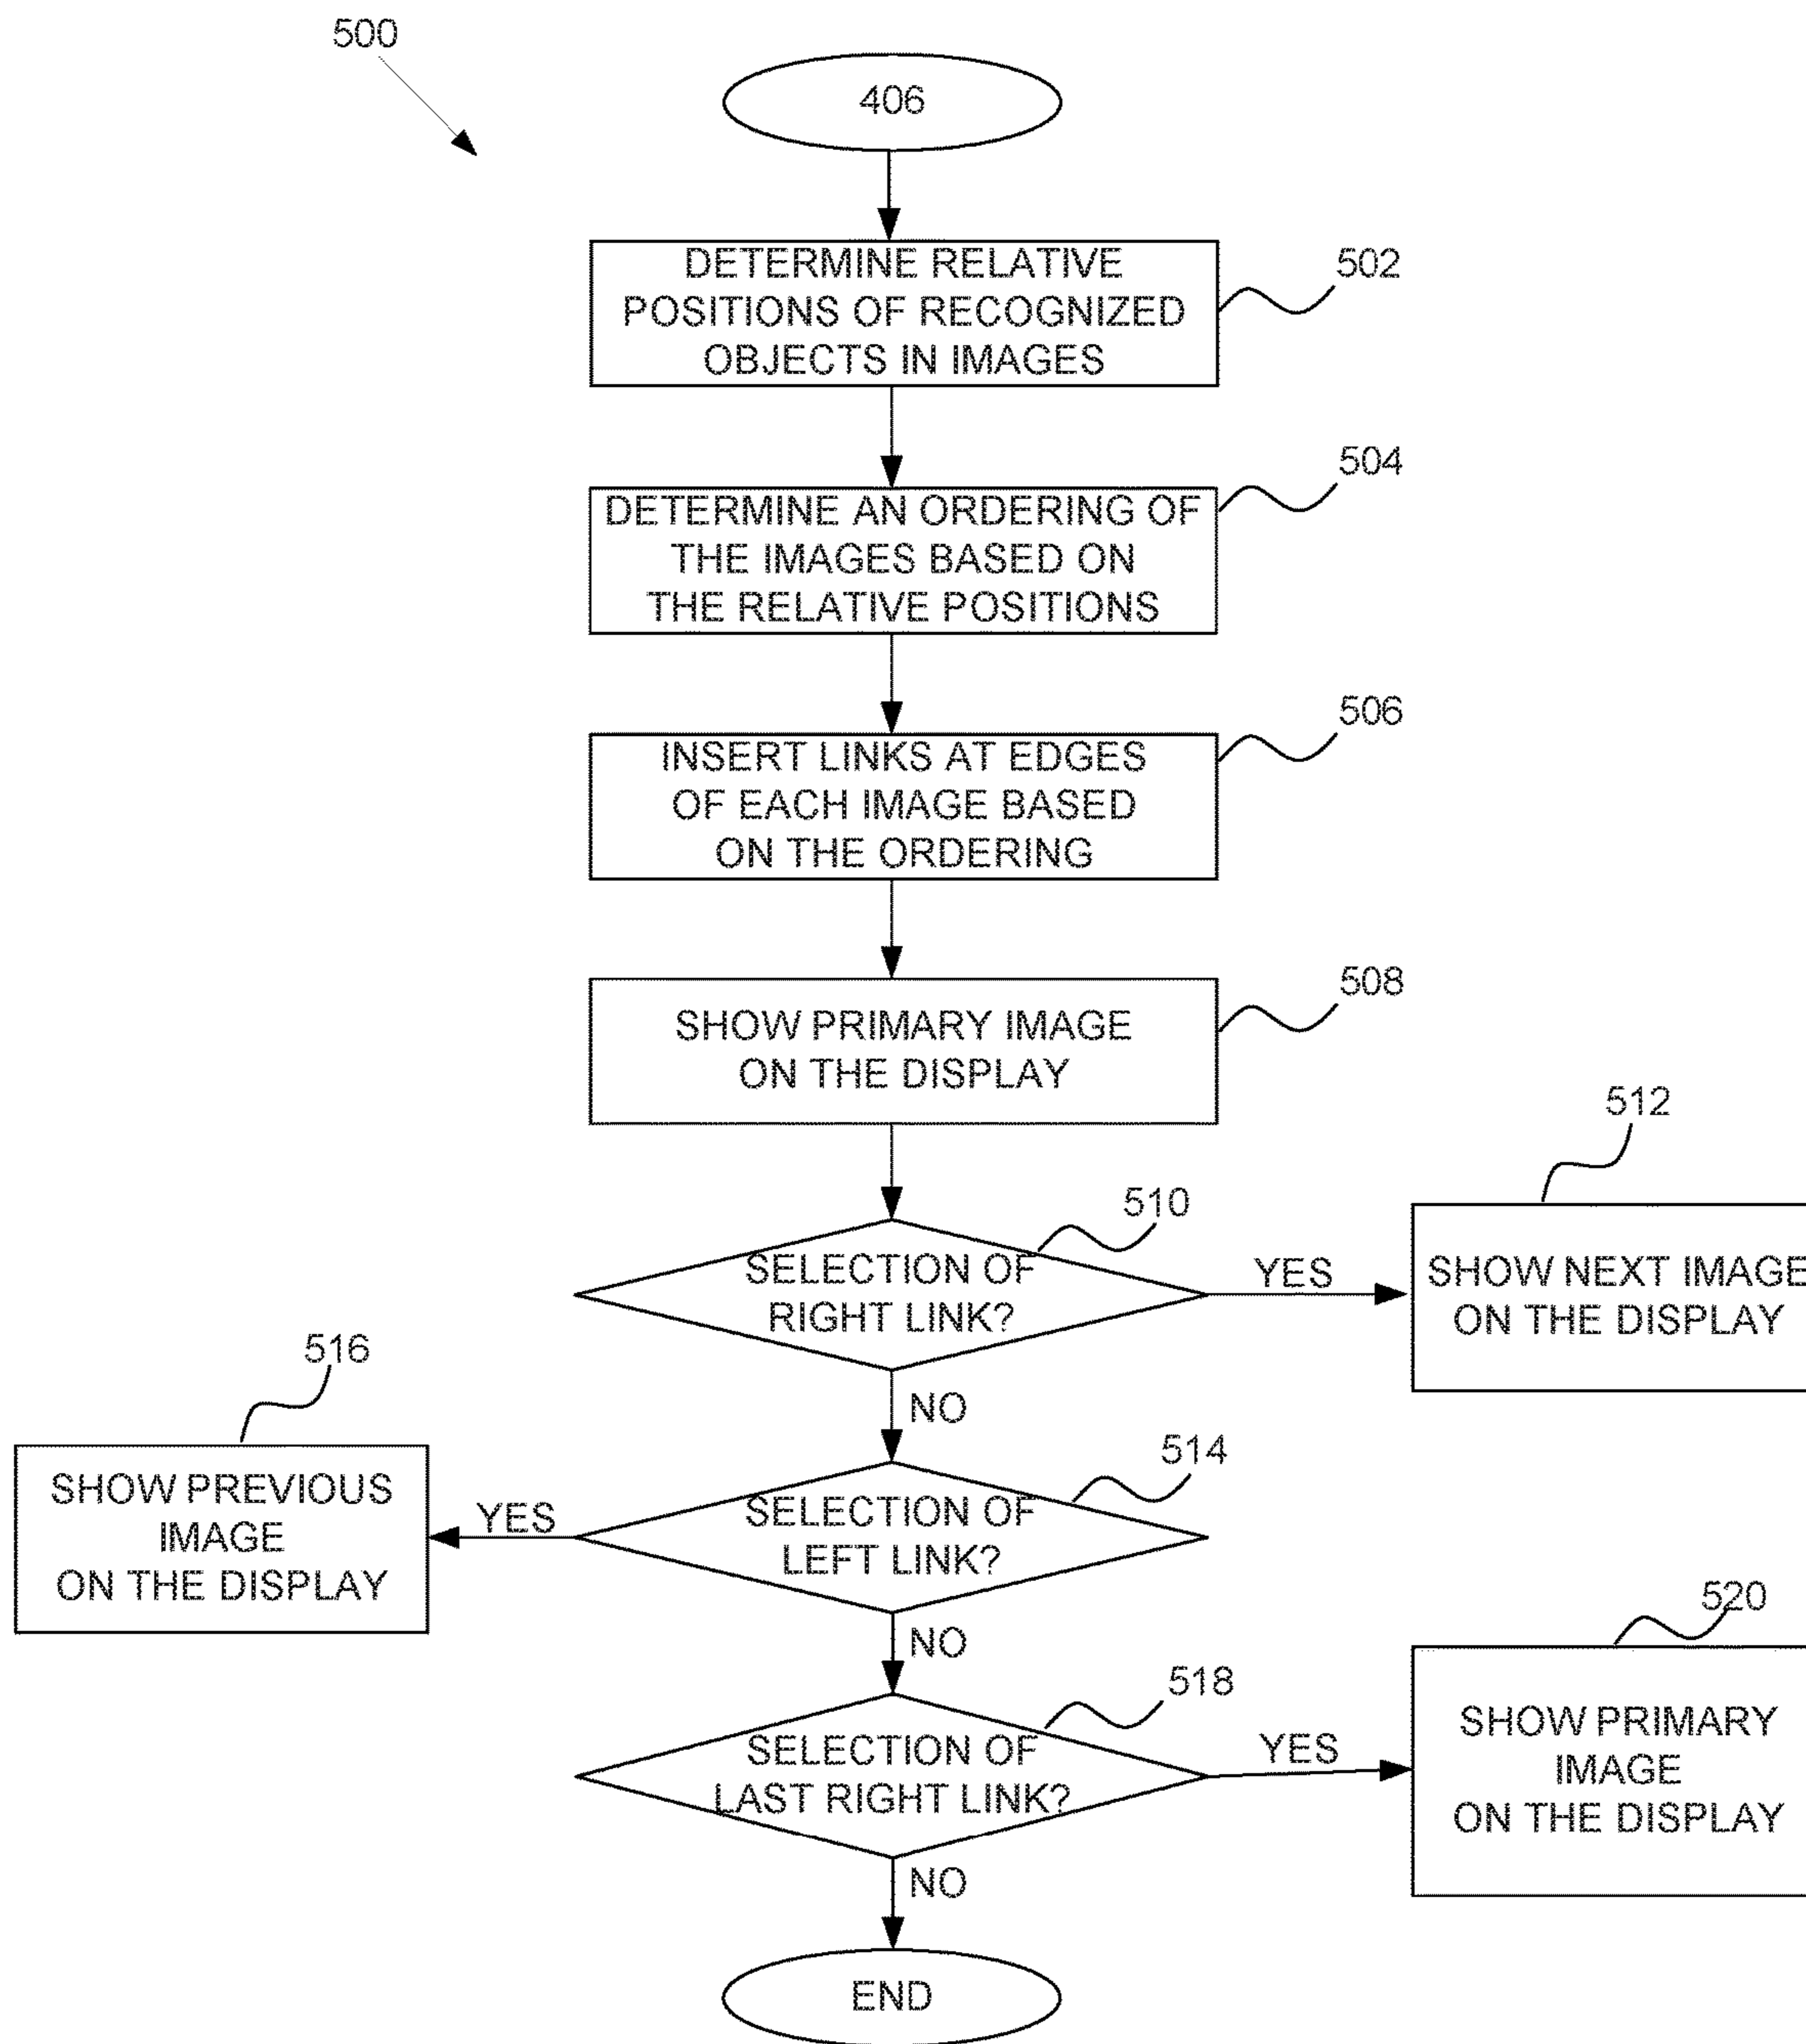 500
406
DETERMINE RELATIVE
POSITIONS OF RECOGNIZED
OBJECTS IN IMAGES
502
DETERMINE AN ORDERING OF
THE IMAGES BASED ON
THE RELATIVE POSITIONS
504
INSERT LINKS AT EDGES
OF EACH IMAGE BASED
ON THE ORDERING
506
SHOW PRIMARY IMAGE
ON THE DISPLAY
508
SELECTION OF
RIGHT LINK?
510
YES
SHOW NEXT IMAGE
ON THE DISPLAY
512
NO
SELECTION OF
LEFT LINK?
514
YES
SHOW PREVIOUS
IMAGE
ON THE DISPLAY
516
NO
SELECTION OF
LAST RIGHT LINK?
518
YES
SHOW PRIMARY
IMAGE
ON THE DISPLAY
520
NO
END